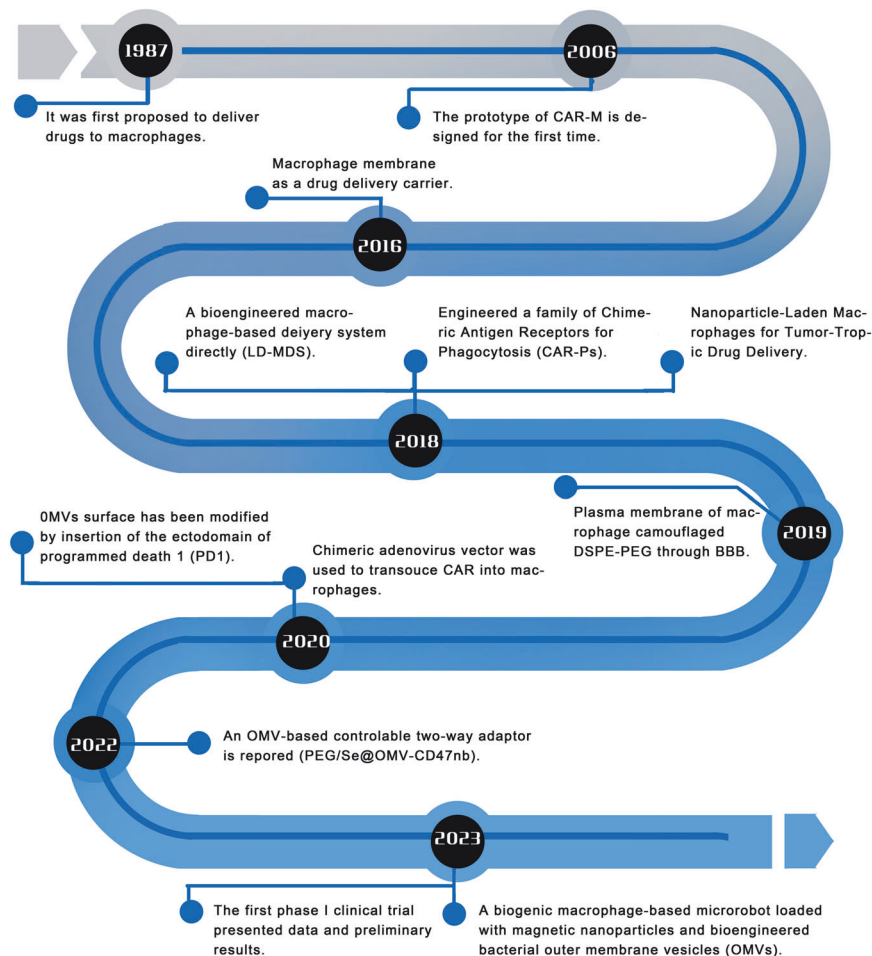 1987
2006
It was first proposed to deliver
drugs to macrophages.
The prototype of CAR-M is de-
signed for the first time.
Macrophage membrane
as a drug delivery carrier.
2016
A bioengineered macro-
phage-based deiyery system
directly (LD-MDS).
Engineered a family of Chime-
ric Antigen Receptors for
Phagocytosis (CAR-Ps).
Nanoparticle-Laden Mac-
rophages for Tumor-Trop-
ic Drug Delivery.
2018
Plasma membrane of mac-
rophage camouflaged
DSPE-PEG through BBB.
2019
0MVs surface has been modified
by insertion of the ectodomain of
programmed death 1 (PD1).
Chimeric adenovirus vector was
used to transouce CAR into mac-
rophages.
2020
2022
An OMV-based controlable two-way adaptor
is repored (PEG/Se@OMV-CD47nb).
2023
The first phase I clinical trial
presented data and preliminary
results.
A biogenic macrophage-based microrobot loaded
with magnetic nanoparticles and bioengineered
bacterial outer membrane vesicles (OMVs).